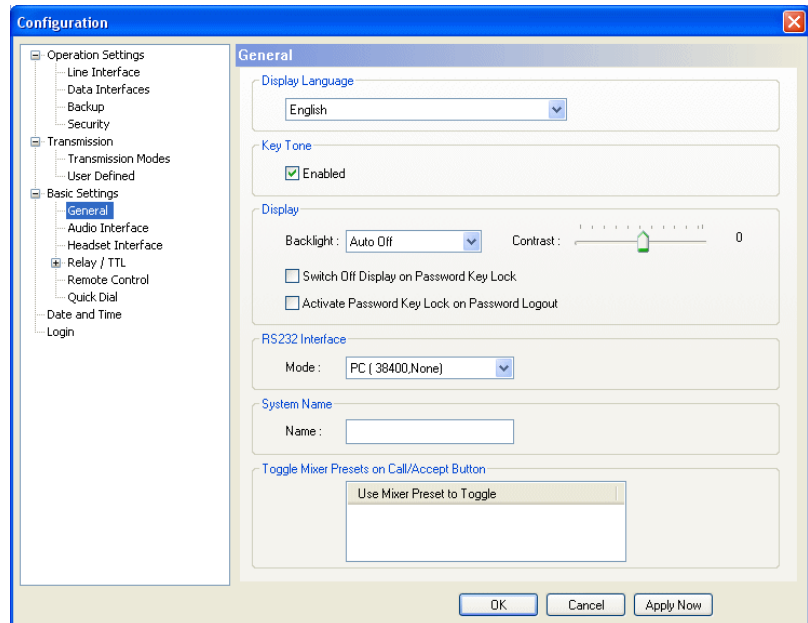 Configuration
Operation Settings
Line Interface
Data Interfaces
Backup
Security
Transmission
Transmission Modes
User Defined
Basic Settings
General
Audio Interface
Headset Interface
Relay / TTL
Remote Control
Quick Dial
Date and Time
Login
General
Display Language
English
Key Tone
Enabled
Display
Backlight : Auto Off Contrast : 0
Switch Off Display on Password Key Lock
Activate Password Key Lock on Password Logout
RS232 Interface
Mode : PC ( 38400,None)
System Name
Name :
Toggle Mixer Presets on Call/Accept Button
Use Mixer Preset to Toggle
OK Cancel Apply Now